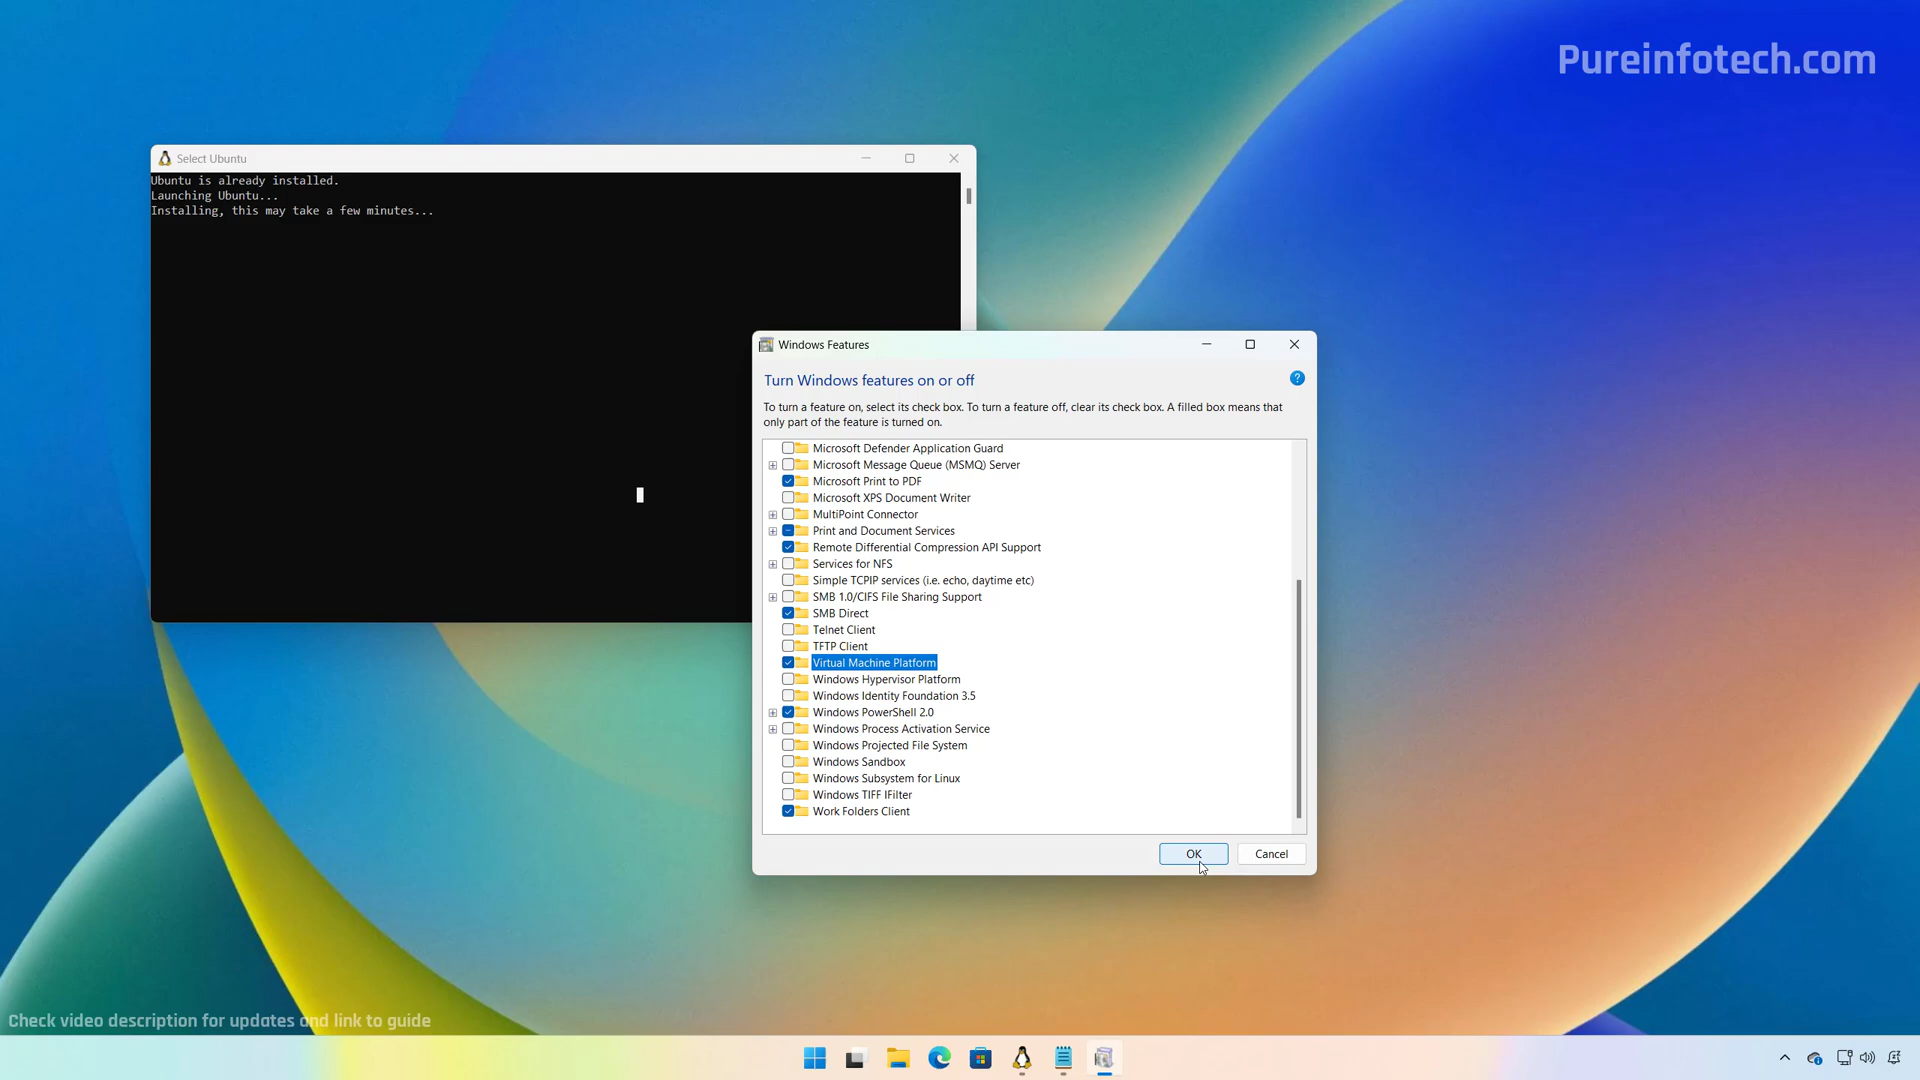 Pureinfotech.com
Select Ubuntu
Ubuntu is already installed.
Launching Ubuntu...
Installing, this may take a few minutes...
Windows Features
Turn Windows features on or off
?
To turn a feature on, select its check box. To turn a feature off, clear its check box. A filled box means that
only part of the feature is turned on.
Microsoft Defender Application Guard
Microsoft Message Queue (MSMQ) Server
Microsoft Print to PDF
Microsoft XPS Document Writer
MultiPoint Connector
Print and Document Services
Remote Differential Compression API Support
Services for NFS
Simple TCPIP services (i.e. echo, daytime etc)
SMB 1.0/CIFS File Sharing Support
SMB Direct
Telnet Client
TFTP Client
Virtual Machine Platform
Windows Hypervisor Platform
Windows Identity Foundation 3.5
Windows PowerShell 2.0
Windows Process Activation Service
Windows Projected File System
Windows Sandbox
Windows Subsystem for Linux
Windows TIFF IFilter
Work Folders Client
OK
Cancel
Check video description for updates and link to guide